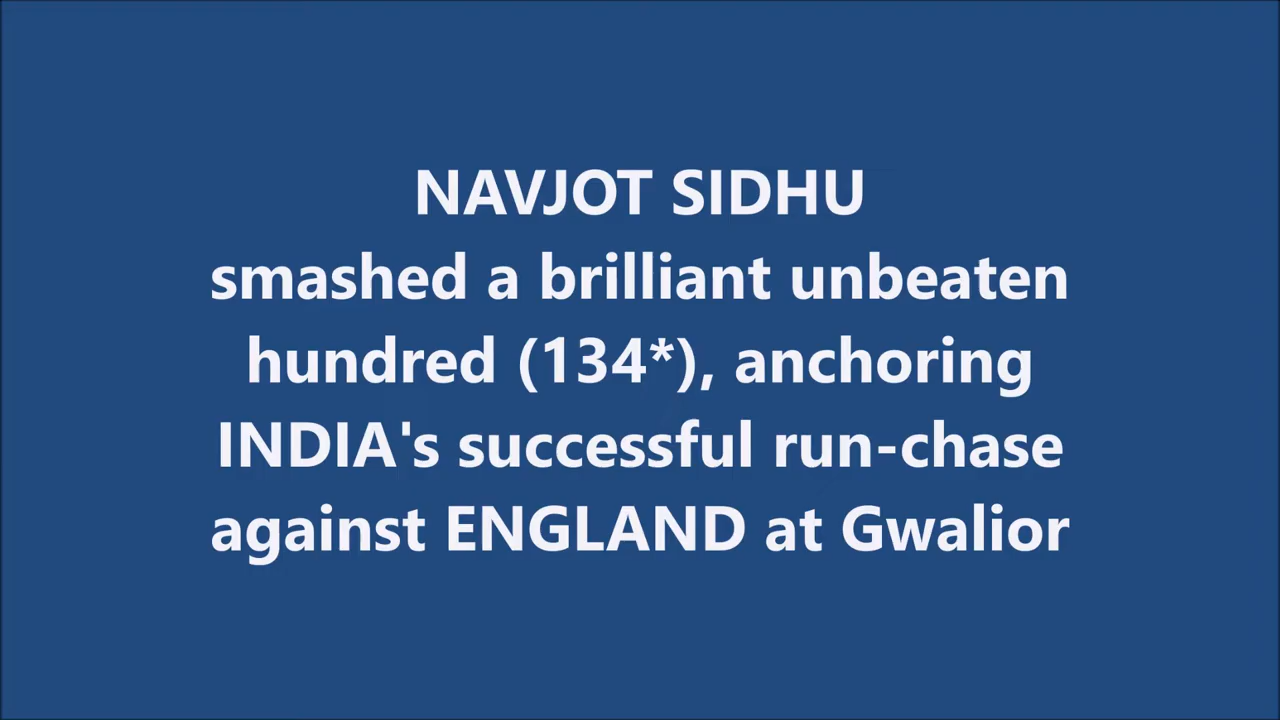 NAVJOT SIDHU
smashed a brilliant unbeaten
hundred (134*), anchoring
INDIA's successful run-chase
against ENGLAND at Gwalior